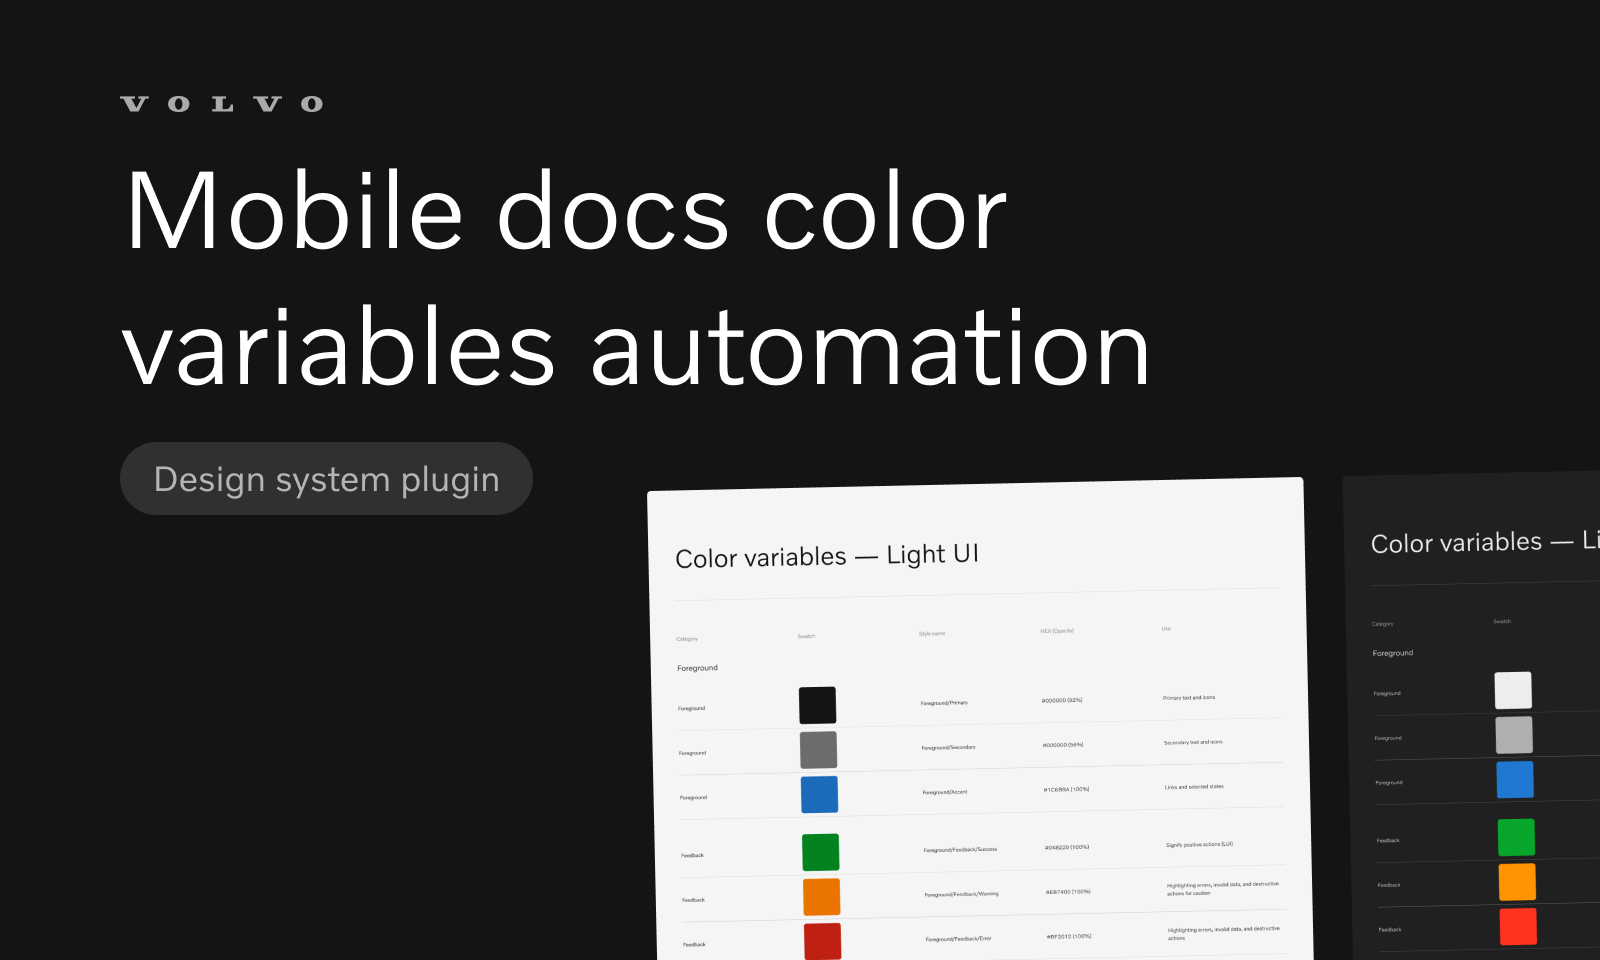 VOLVO
Mobile docs color
variables automation
Design system plugin
Color variables — Light UI
Category Swatch Style name HEX (Opacity) Use
Foreground
Foreground Foreground/Primary #000000 (92%) Primary text and icons
Foreground Foreground/Secondary #000000 (56%) Secondary text and icons
Foreground Foreground/Accent #1C6BBA (100%) Links and selected states
Feedback Foreground/Feedback/Success #048220 (100%) Signify positive actions (LUI)
Feedback Foreground/Feedback/Warning #EB7400 (100%) Highlighting errors, invalid data, and destructive
actions for caution
Feedback Foreground/Feedback/Error #BF2012 (100%) Highlighting errors, invalid data, and destructive
actions
Color variables — Li
Category Swatch
Foreground
Foreground
Foreground
Foreground
Feedback
Feedback
Feedback